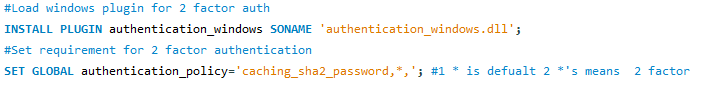 #Load windows plugin for 2 factor auth
INSTALL PLUGIN authentication_windows SONAME 'authentication_windows.dll';
#Set requirement for 2 factor authentication
SET GLOBAL authentication_policy='caching_sha2_password,*,'; #1 * is defualt 2 *'s means  2 factor